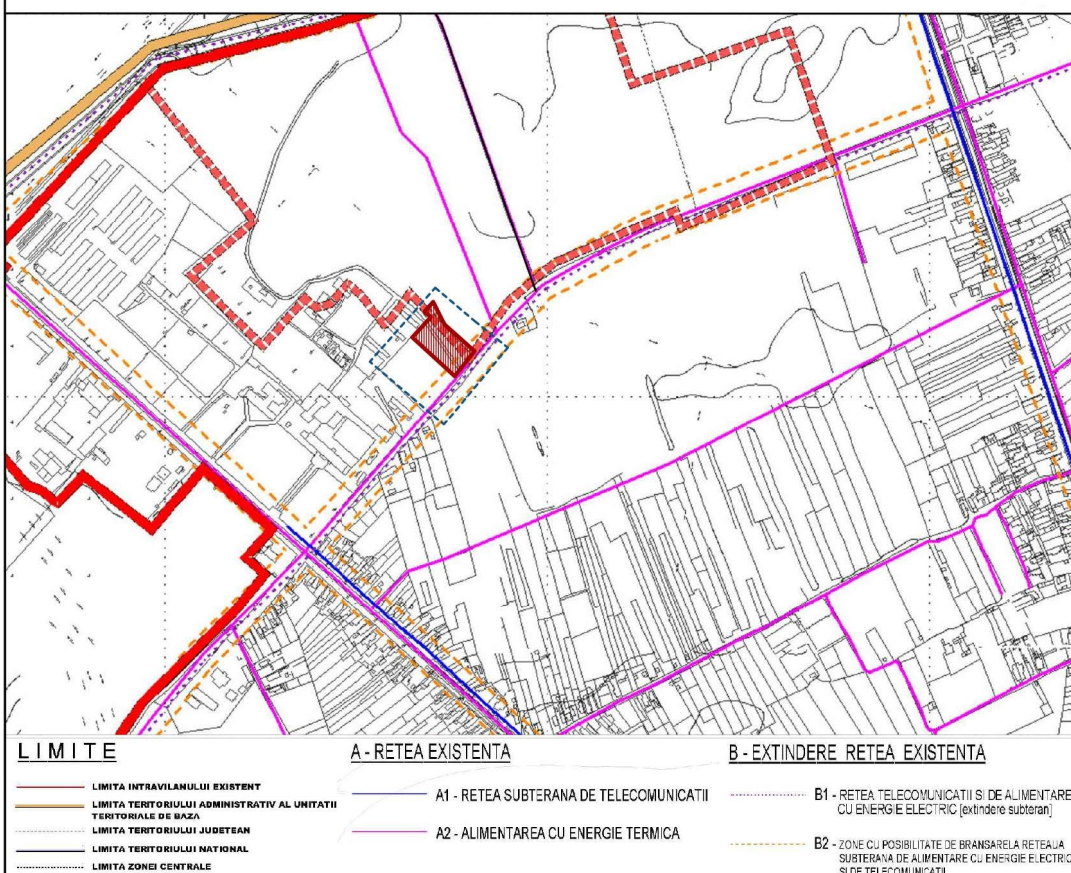 LIMITE
LIMITA INTRAVILANULUI EXISTENT
LIMITA TERITORIULUI ADMINISTRATIV AL UNITATII
TERITORIALE DE BAZA
LIMITA TERITORIULUI JUDETEAN
LIMITA TERITORIULUI NATIONAL
LIMITA ZONEI CENTRALE
A - RETEA EXISTENTA
A1 - RETEA SUBTERANA DE TELECOMUNICATII
A2 - ALIMENTAREA CU ENERGIE TERMICA
B - EXTINDERE RETEA EXISTENTA
B1 - RETEA TELECOMUNICATII SI DE ALIMENTARE
CU ENERGIE ELECTRIC [extindere subteran]
B2 - ZONE CU POSIBILITATE DE BRANSARELA RETEAUA
SUBTERANA DE ALIMENTARE CU ENERGIE ELECTRIC
SI DE TELECOMUNICATII